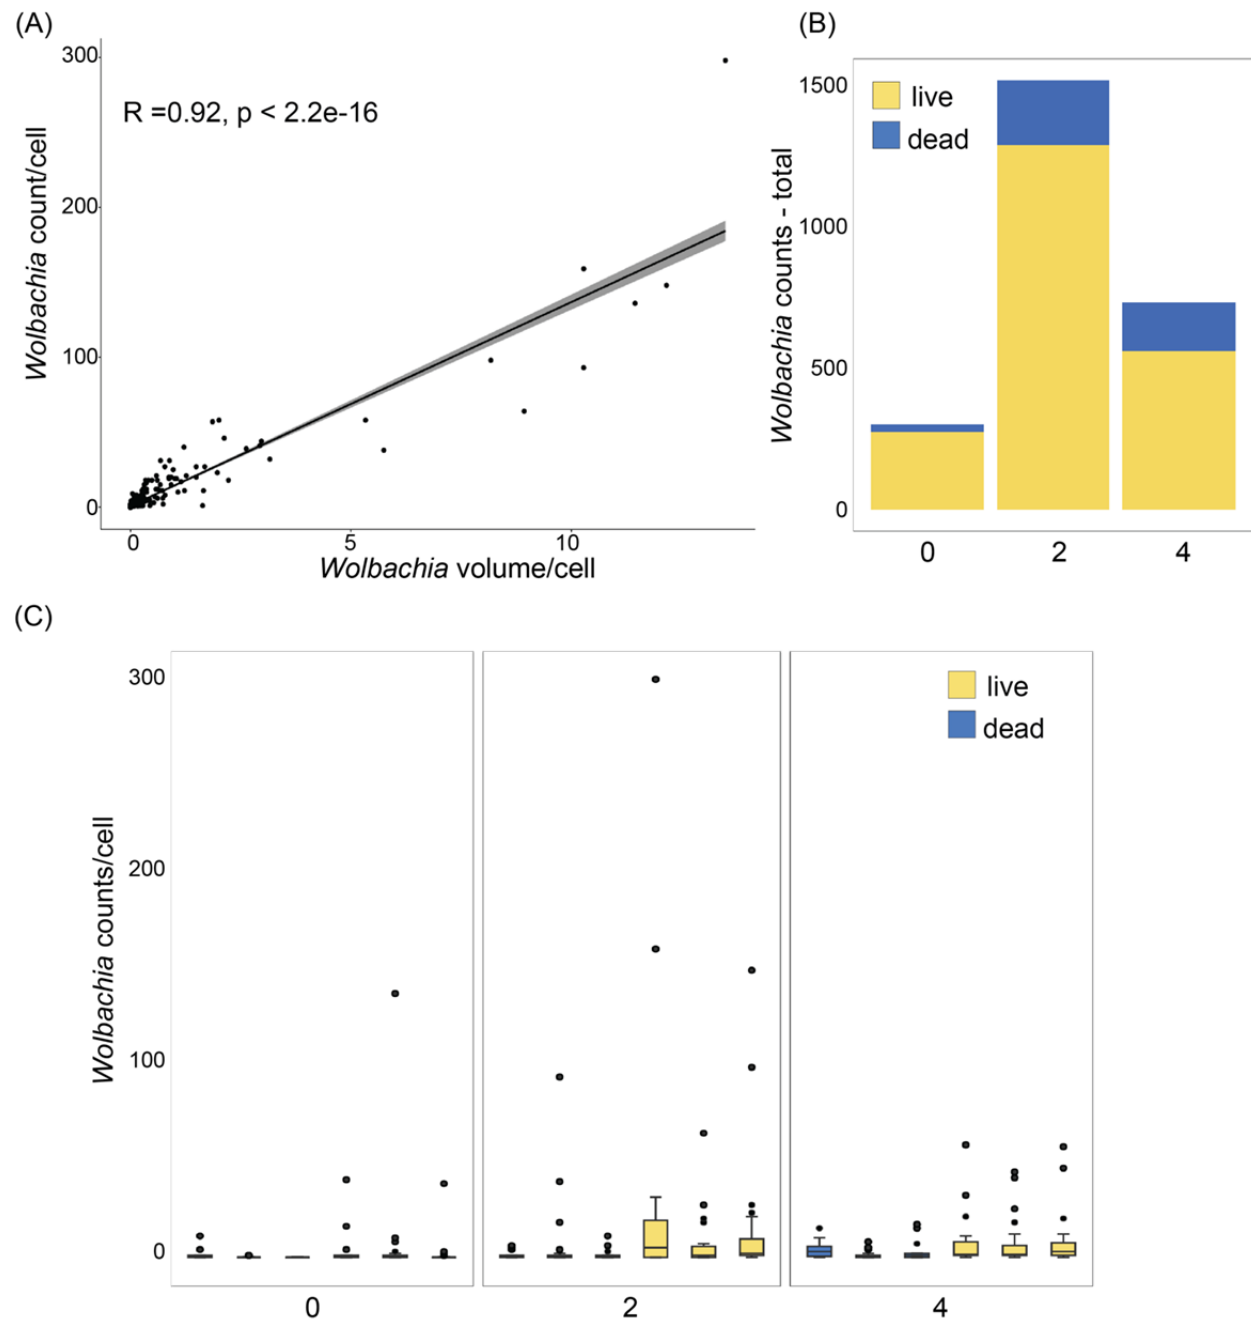 (A)
300
200
100
0
R =0.92, p < 2.2e-16
Wolbachia count/cell
0
5
10
Wolbachia volume/cell
(B)
1500
1000
500
0
live
dead
Wolbachia counts - total
0
2
4
(C)
300
200
100
0
live
dead
Wolbachia counts/cell
0
2
4